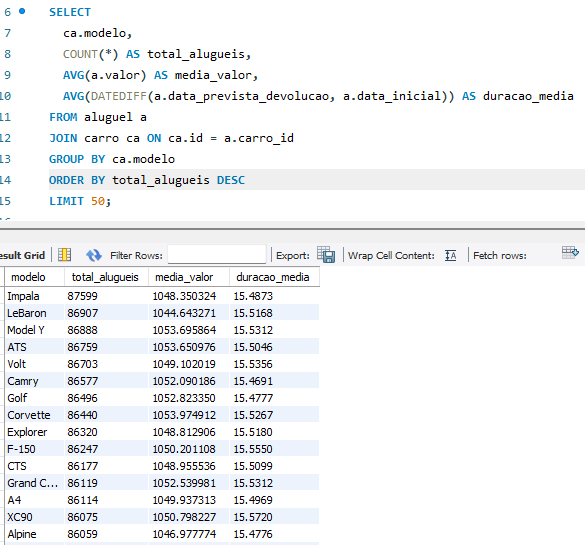 6 SELECT
7 ca.modelo,
8 COUNT(*) AS total_alugueis,
9 AVG(a.valor) AS media_valor,
10 AVG(DATEDIFF(a.data_prevista_devolucao, a.data_inicial)) AS duracao_media
11 FROM aluguel a
12 JOIN carro ca ON ca.id = a.carro_id
13 GROUP BY ca.modelo
14 ORDER BY total_alugueis DESC
15 LIMIT 50;
Result Grid Filter Rows: Export: Wrap Cell Content: Fetch rows:
modelo total_alugueis media_valor duracao_media
Impala 87599 1048.350324 15.4873
LeBaron 86907 1044.643271 15.5168
Model Y 86888 1053.695864 15.5312
ATS 86759 1053.650976 15.5046
Volt 86703 1049.102019 15.5356
Camry 86577 1052.090186 15.4691
Golf 86496 1052.823350 15.4777
Corvette 86440 1053.974912 15.5267
Explorer 86320 1048.812906 15.5180
F-150 86247 1050.201108 15.5550
CTS 86177 1048.955536 15.5099
Grand C... 86119 1052.539981 15.5312
A4 86114 1049.937313 15.4969
XC90 86075 1050.798227 15.5720
Alpine 86059 1046.977774 15.4776